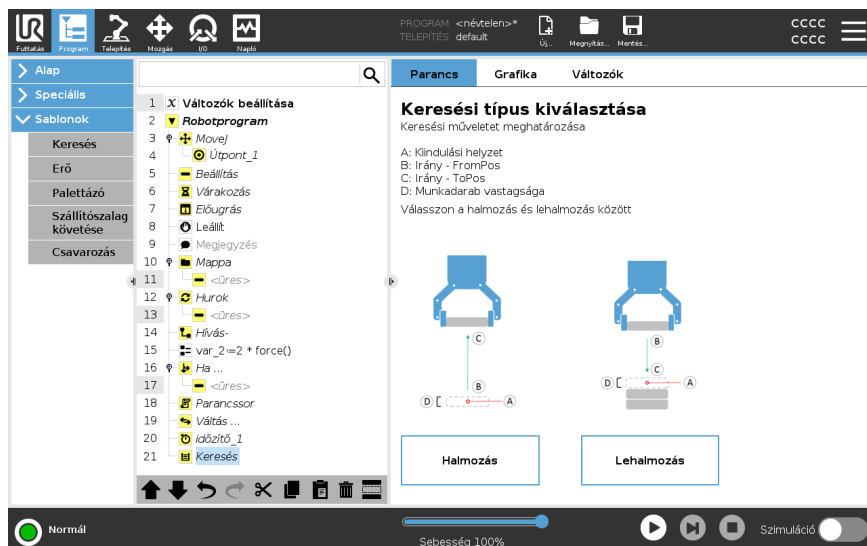 Futtatás
Program
Telepítés
Mozgás
I/O
Napló
PROGRAM <névtelen>*
TELEPÍTÉS default
Új...
Megnyitás...
Mentés...
cccc
cccc
Alap
Speciális
Sablonok
Keresés
Erő
Palettázó
Szállítószalag
követése
Csavarozás
1 X Változók beállítása
2 Robotprogram
3 MoveJ
4 Útpont_1
5 Beállítás
6 Várakozás
7 Előugrás
8 Leállít
9 Megjegyzés
10 Mappa
11 <üres>
12 Hurok
13 <üres>
14 Hívás-
15 var_2:=2 * force()
16 Ha ...
17 <üres>
18 Parancssor
19 Váltás ...
20 időzítő_1
21 Keresés
Parancs
Grafika
Változók
Keresési típus kiválasztása
Keresési műveletet meghatározása
A: Kiindulási helyzet
B: Irány - FromPos
C: Irány - ToPos
D: Munkadarab vastagsága
Válasszon a halmozás és lehalmozás között
C
B
D
A
B
C
D
A
Halmozás
Lehalmozás
Normál
Sebesség 100%
Szimuláció